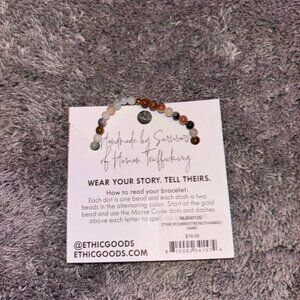 Handmade by Survivors
of Human Trafficking
WEAR YOUR STORY. TELL THEIRS.
How to read your bracelet:
Each dot is one bead and each dash is two
beads in the alternating color. Start at the gold
bead and use the Morse Code dots and dashes
above each letter to
@ETHICGOODS
ETHICGOODS.COM
$19.00